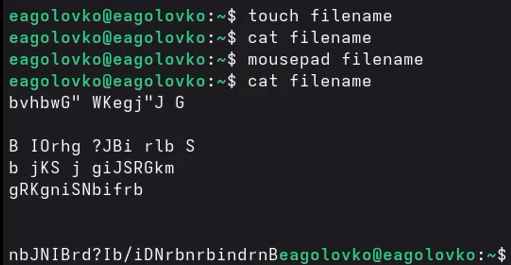 eagolovko@eagolovko:~$ touch filename
eagolovko@eagolovko:~$ cat filename
eagolovko@eagolovko:~$ mousepad filename
eagolovko@eagolovko:~$ cat filename
bvhbwG" WKegj"J G
B IOrhg ?JBi rlb S
b jKS j giJSRGkm
gRKgniSNbifrb
nbJNIBrd?Ib/iDNrbnrbindrnBeagolovko@eagolovko:~$